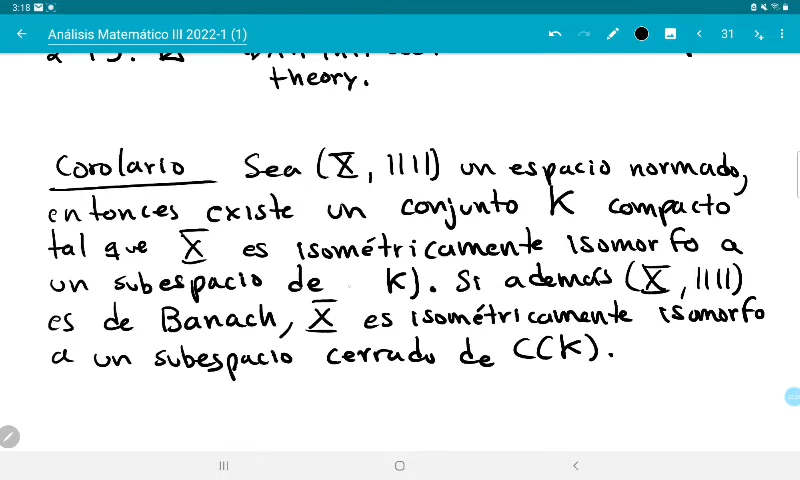 3:18
Análisis Matemático III 2022-1 (1)
31
theory.
Corolario Sea (X, ||||) un espacio normado,
entonces existe un conjunto K compacto
tal que X es isométricamente isomorfo a
un subespacio de K). Si además (X, ||||)
es de Banach, X es isométricamente isomorfo
a un subespacio cerrado de C(K).